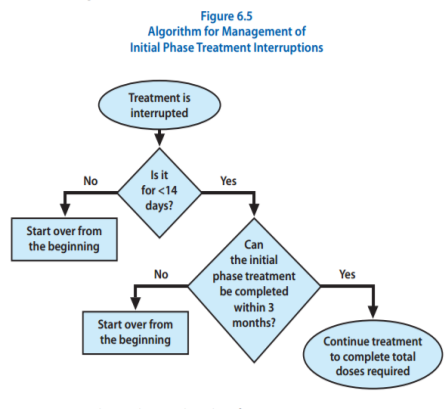 Figure 6.5
Algorithm for Management of
Initial Phase Treatment Interruptions
Treatment is
interrupted
Is it
for <14
days?
No
Yes
Start over from
the beginning
Can
the initial
phase treatment
be completed
within 3
months?
No
Yes
Start over from
the beginning
Continue treatment
to complete total
doses required